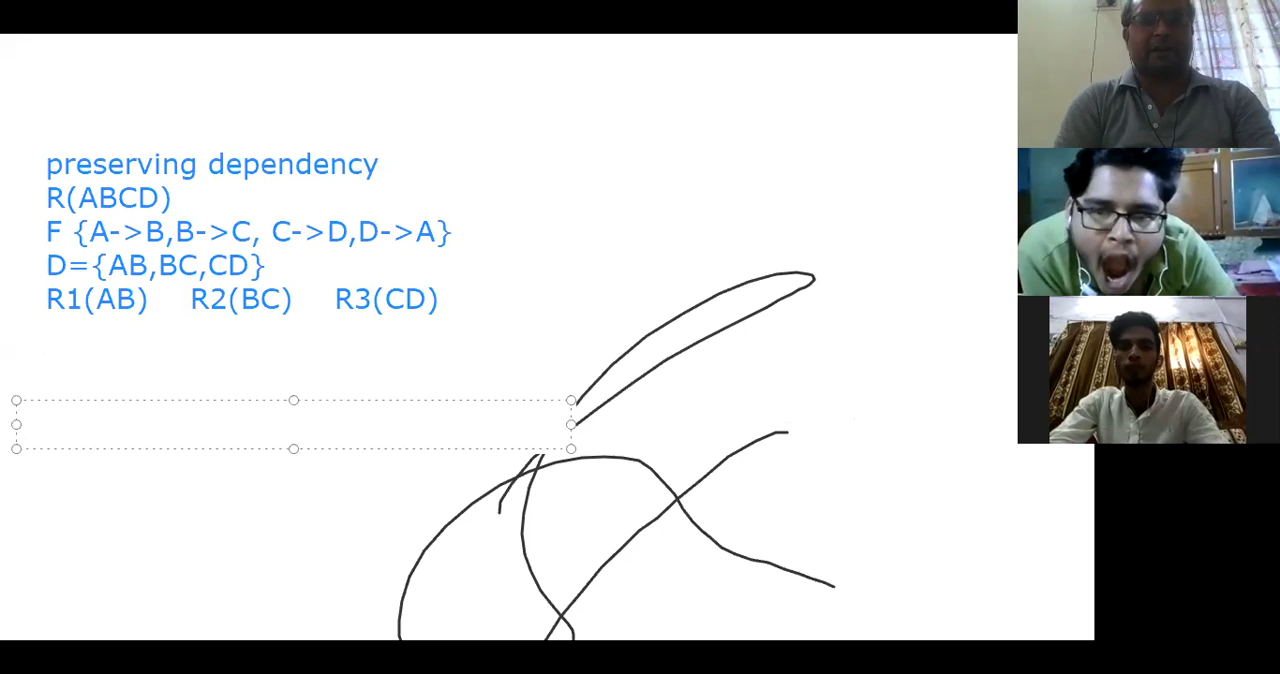 preserving dependency
R(ABCD)
F {A->B,B->C, C->D,D->A}
D={AB,BC,CD}
R1(AB) R2(BC) R3(CD)